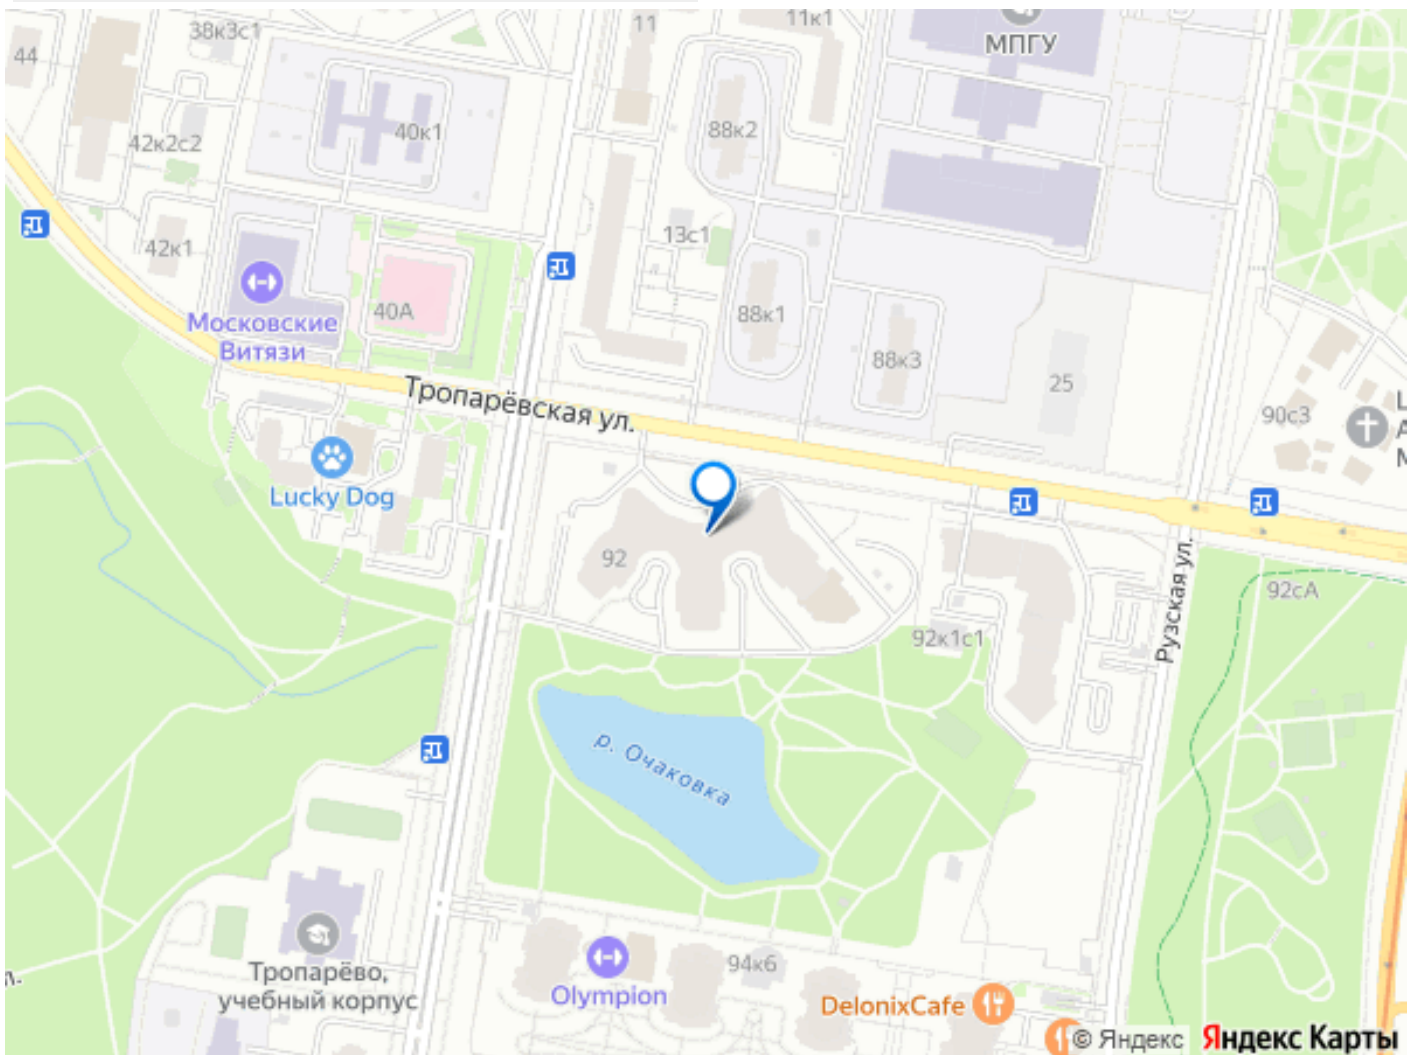 38к3с1
11
11к1
МПГУ
44
88к2
40к1
42к2с2
13с1
42к1
40А
88к1
Московские
Витязи
88к3
25
Тропарёвская ул.
90с3
Lucky Dog
92
92сА
Рузская ул.
92к1с1
р. Очаковка
Тропарёво,
учебный корпус
94к6
Olympion
DelonixCafe
© Яндекс
Яндекс Карты